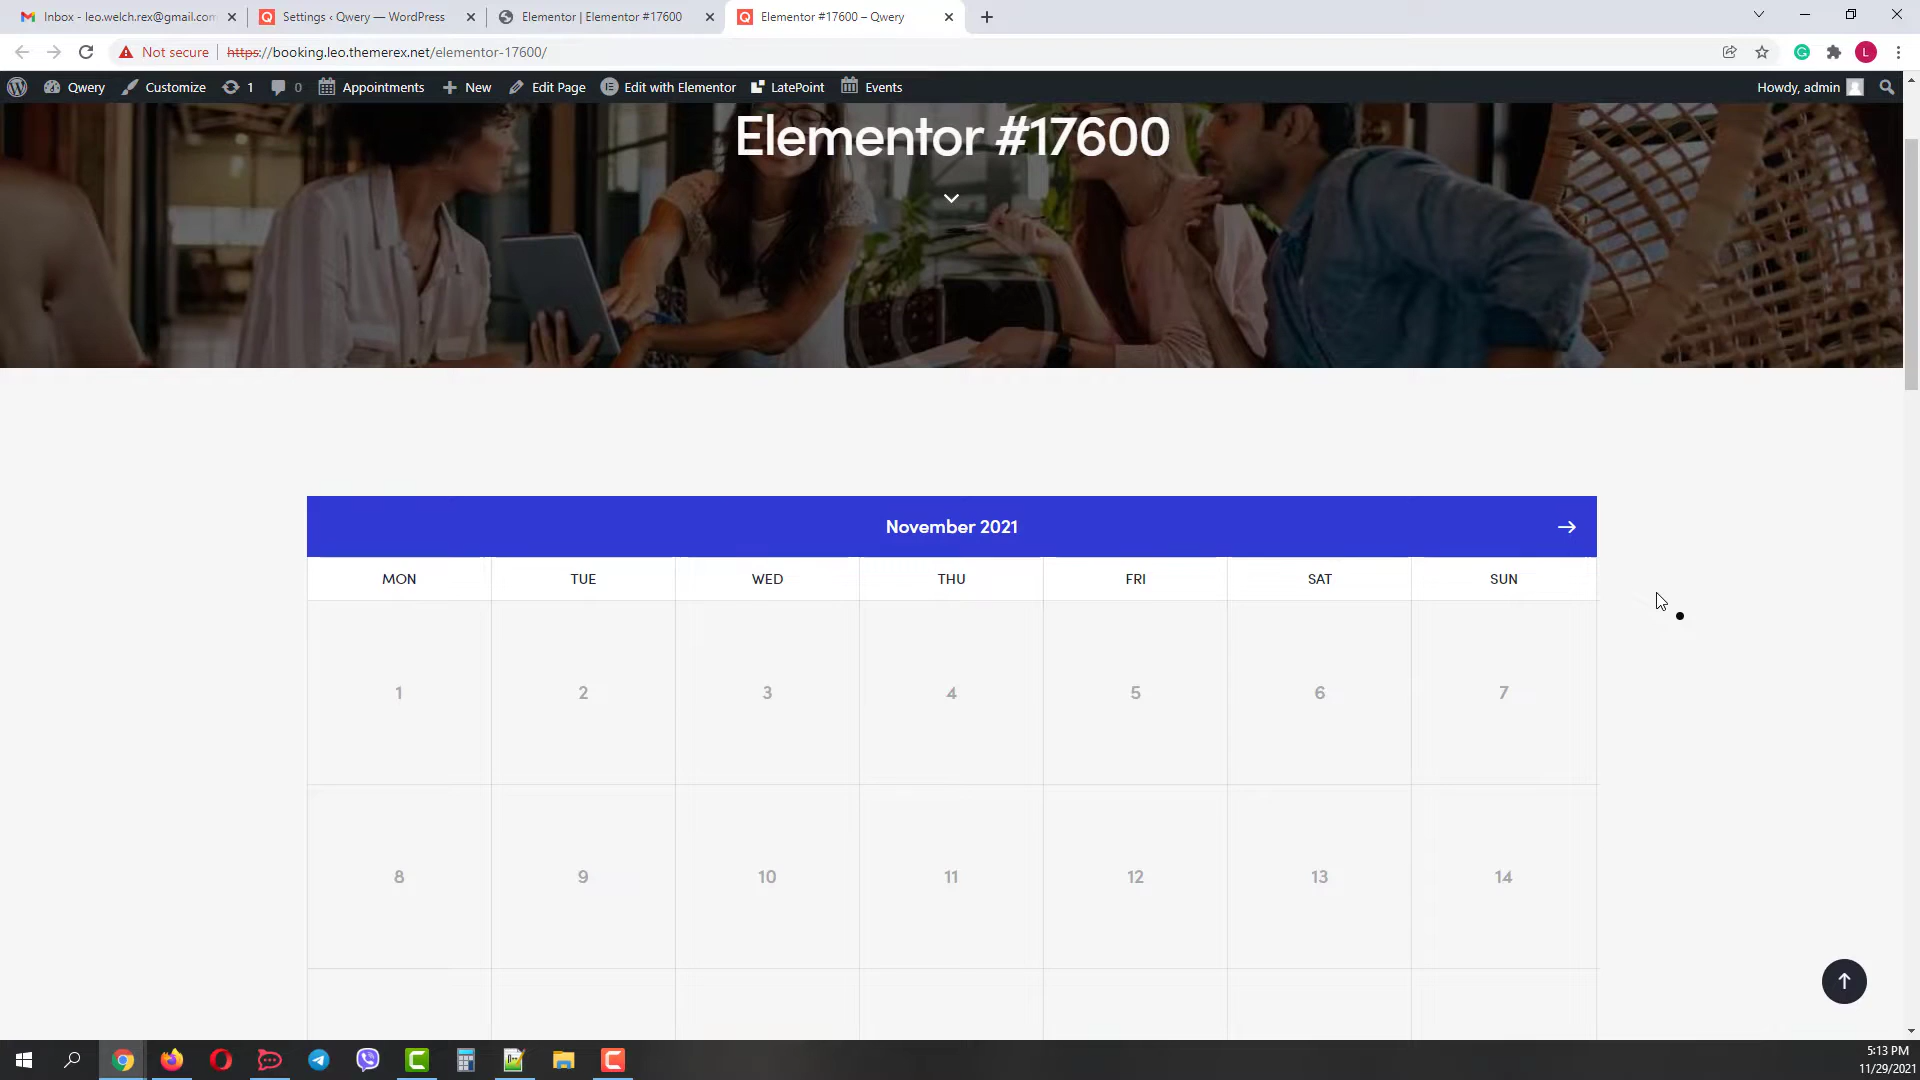 Inbox - leo.welch.rex@gmail.com
Settings ‹ Qwery — WordPress
Elementor | Elementor #17600
Elementor #17600 – Qwery
Not secure
https://booking.leo.themerex.net/elementor-17600/
L
Qwery
Customize
1
0
Appointments
New
Edit Page
Edit with Elementor
LatePoint
Events
Howdy, admin
Elementor #17600
November 2021
MON TUE WED THU FRI SAT SUN
1 2 3 4 5 6 7
8 9 10 11 12 13 14
5:13 PM
11/29/2021